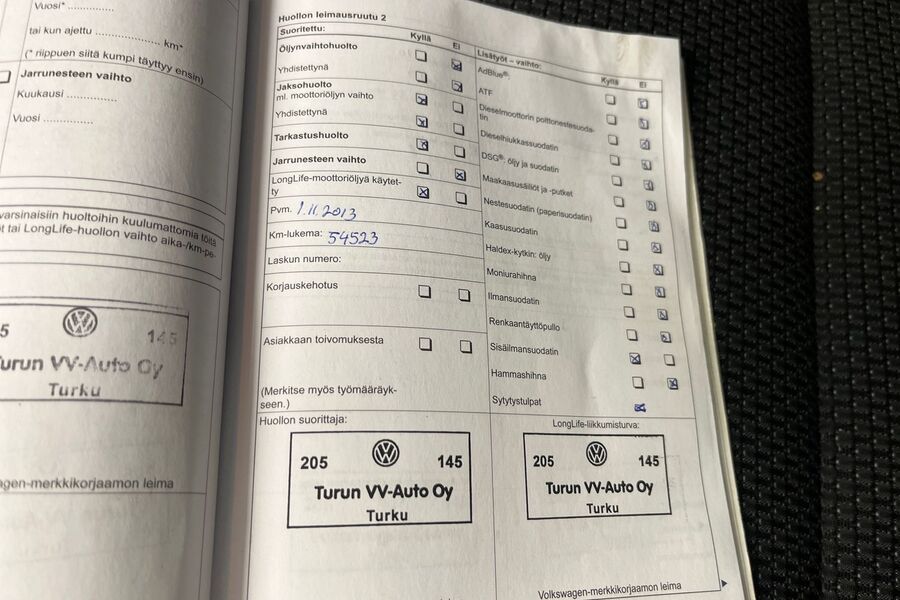 Vuosi* ..................
tai kun ajettu .................... km*
(* riippuen siitä kumpi täyttyy ensin)
Jarrunesteen vaihto
Kuukausi ...............
Vuosi ...............
varsinaisiin huoltoihin kuulumattomia töitä
ot tai LongLife-huollon vaihto aika-/km-pe-
5 145
urun VV-Auto Oy
Turku
agen-merkkikorjaamon leima
Huollon leimausruutu 2
Suoritettu: Kyllä Ei
Öljynvaihtohuolto
Yhdistettynä
Jaksohuolto
ml. moottoriöljyn vaihto
Yhdistettynä
Tarkastushuolto
Jarrunesteen vaihto
LongLife-moottoriöljyä käytet-
ty
Pvm. 1.11.2013
Km-lukema: 54523
Laskun numero:
Korjauskehotus
Asiakkaan toivomuksesta
(Merkitse myös työmääräyk-
seen.)
Huollon suorittaja:
205 145
Turun VV-Auto Oy
Turku
Lisätyöt – vaihto: Kyllä Ei
AdBlue®:
ATF
Dieselmoottorin polttonestesuoda-
tin
Dieselhiukkassuodatin
DSG®: öljy ja suodatin
Maakaasusäiliöt ja -putket
Nestesuodatin (paperisuodatin)
Kaasusuodatin
Haldex-kytkin: öljy
Moniurahihna
Ilmansuodatin
Renkaantäyttöpullo
Sisäilmansuodatin
Hammashihna
Sytytystulpat
LongLife-liikkumisturva:
205 145
Turun VV-Auto Oy
Turku
Volkswagen-merkkikorjaamon leima